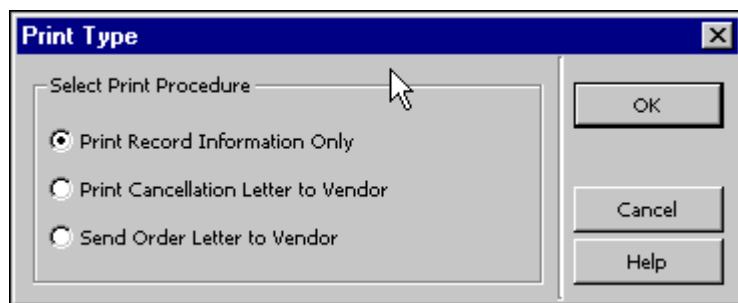 Print Type
Select Print Procedure
Print Record Information Only
Print Cancellation Letter to Vendor
Send Order Letter to Vendor
OK
Cancel
Help